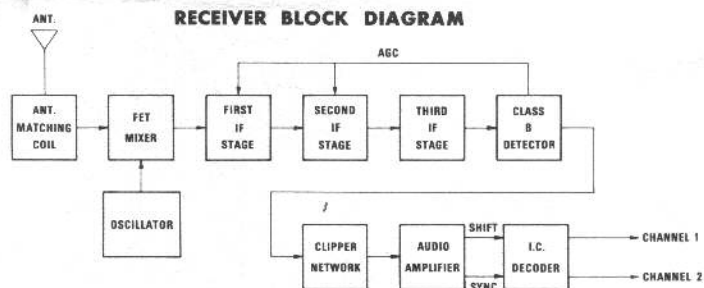 RECEIVER BLOCK DIAGRAM
ANT.
AGC
ANT.
MATCHING
COIL
FET
MIXER
FIRST
IF
STAGE
SECOND
IF
STAGE
THIRD
IF
STAGE
CLASS
B
DETECTOR
OSCILLATOR
CLIPPER
NETWORK
AUDIO
AMPLIFIER
SHIFT
SYNC
I.C.
DECODER
CHANNEL 1
CHANNEL 2